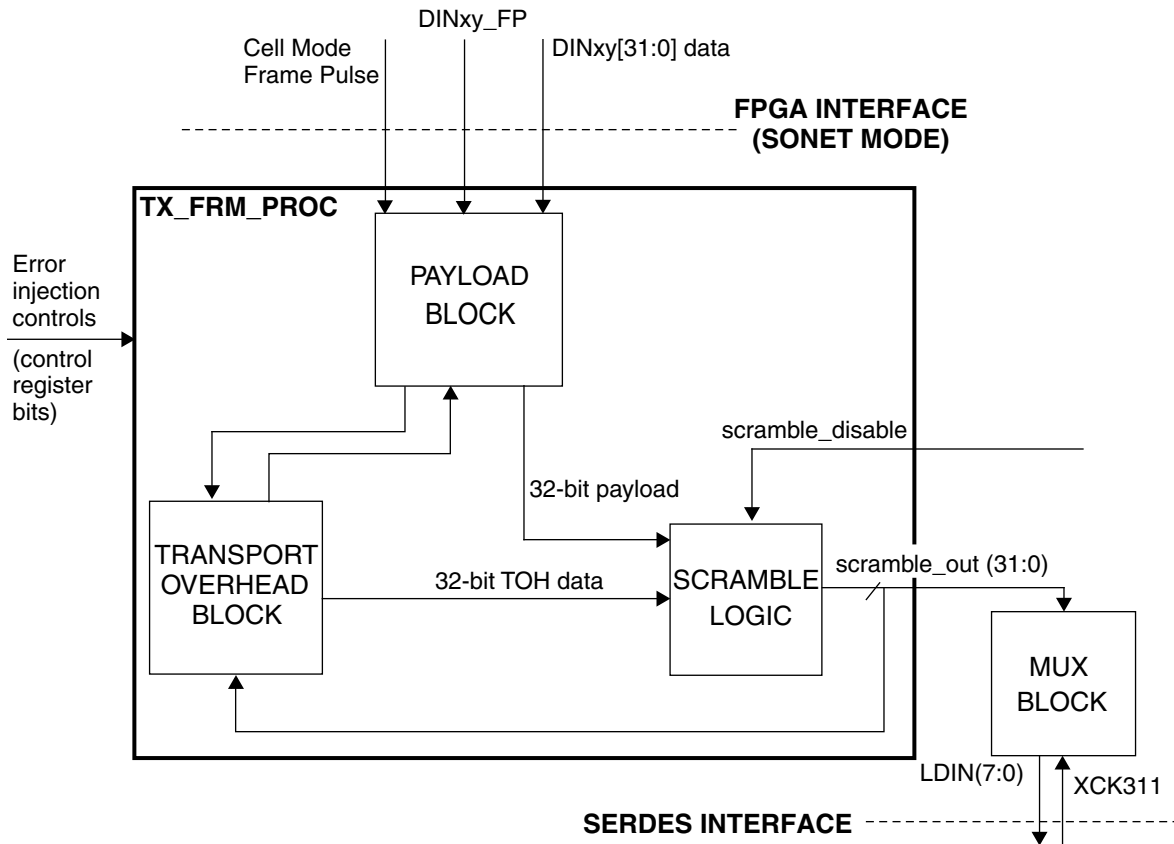 DINxy_FP
Cell Mode
Frame Pulse
DINxy[31:0] data
FPGA INTERFACE
(SONET MODE)
TX_FRM_PROC
PAYLOAD
BLOCK
Error
injection
controls
(control
register
bits)
scramble_disable
32-bit payload
TRANSPORT
OVERHEAD
BLOCK
32-bit TOH data
SCRAMBLE
LOGIC
scramble_out (31:0)
MUX
BLOCK
LDIN(7:0)
XCK311
SERDES INTERFACE